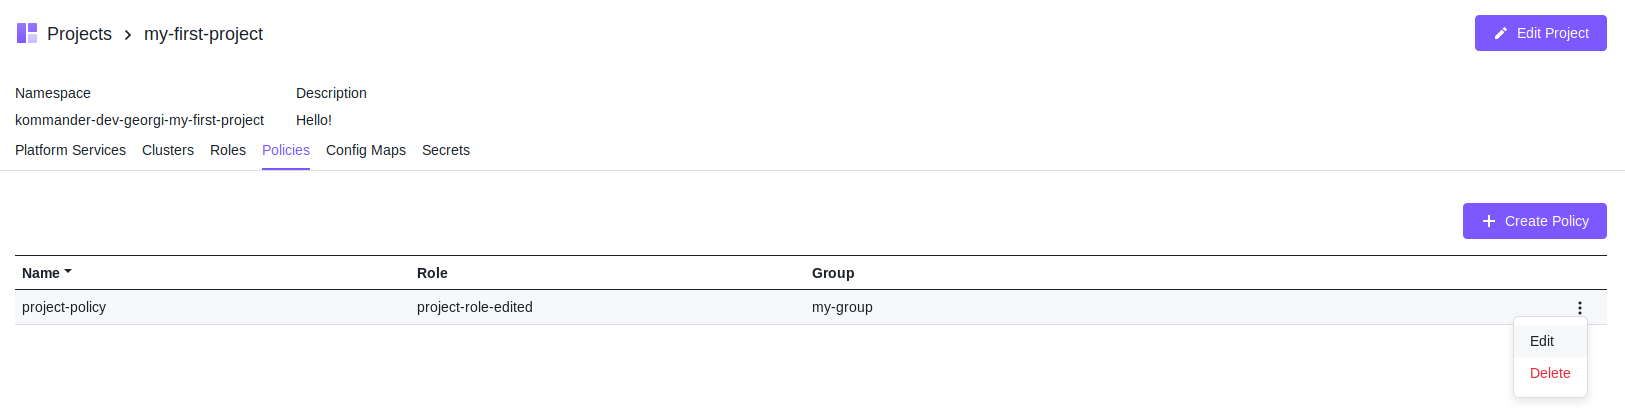 Projects my-first-project
Edit Project
Namespace Description
kommander-dev-georgi-my-first-project Hello!
Platform Services Clusters Roles Policies Config Maps Secrets
Create Policy
Name Role Group
project-policy project-role-edited my-group
Edit
Delete